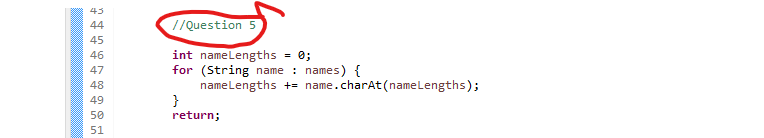 43
44 //Question 5
45
46 int nameLengths = 0;
47 for (String name : names) {
48 nameLengths += name.charAt(nameLengths);
49 }
50 return;
51